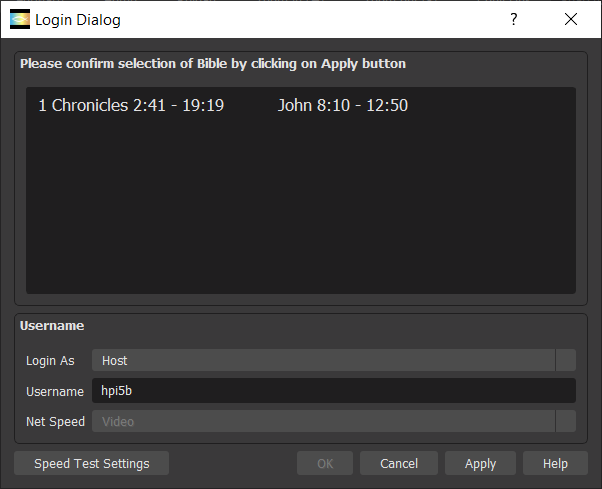 Login Dialog
?
Please confirm selection of Bible by clicking on Apply button
1 Chronicles 2:41 - 19:19 John 8:10 - 12:50
Username
Login As Host
Username hpi5b
Net Speed Video
Speed Test Settings OK Cancel Apply Help